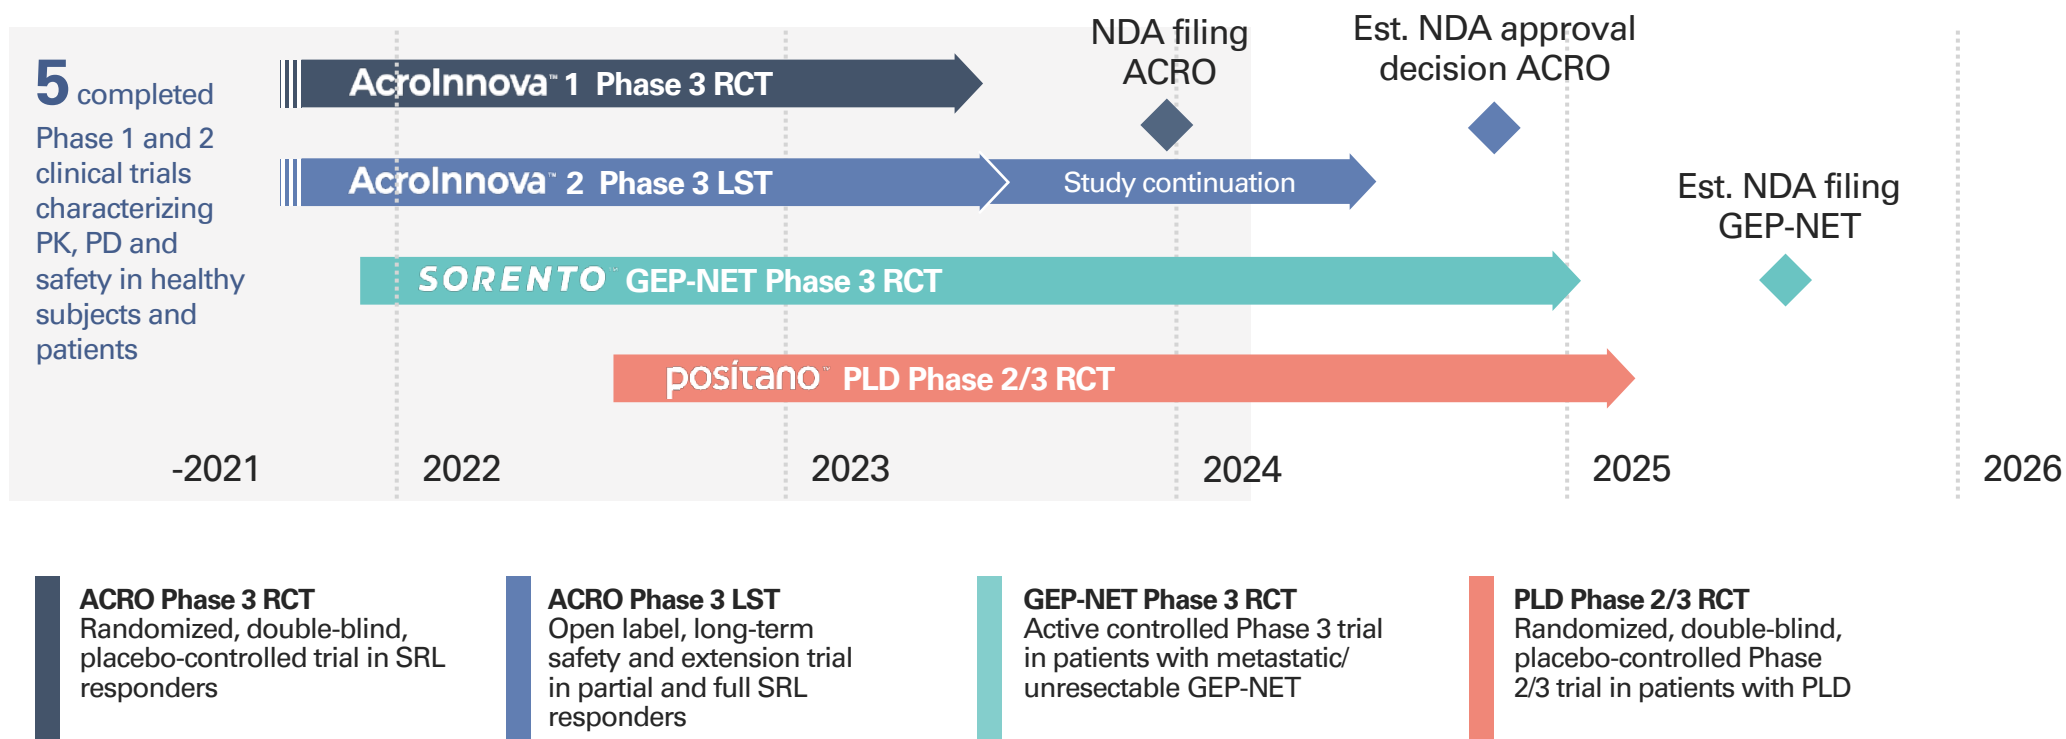 5 completed
Phase 1 and 2
clinical trials
characterizing
PK, PD and
safety in healthy
subjects and
patients
AcroInnova™ 1 Phase 3 RCT
NDA filing
ACRO
Est. NDA approval
decision ACRO
AcroInnova™ 2 Phase 3 LST
Study continuation
Est. NDA filing
GEP-NET
SORENTO™ GEP-NET Phase 3 RCT
positano™ PLD Phase 2/3 RCT
-2021
2022
2023
2024
2025
2026
ACRO Phase 3 RCT
Randomized, double-blind,
placebo-controlled trial in SRL
responders
ACRO Phase 3 LST
Open label, long-term
safety and extension trial
in partial and full SRL
responders
GEP-NET Phase 3 RCT
Active controlled Phase 3 trial
in patients with metastatic/
unresectable GEP-NET
PLD Phase 2/3 RCT
Randomized, double-blind,
placebo-controlled Phase
2/3 trial in patients with PLD